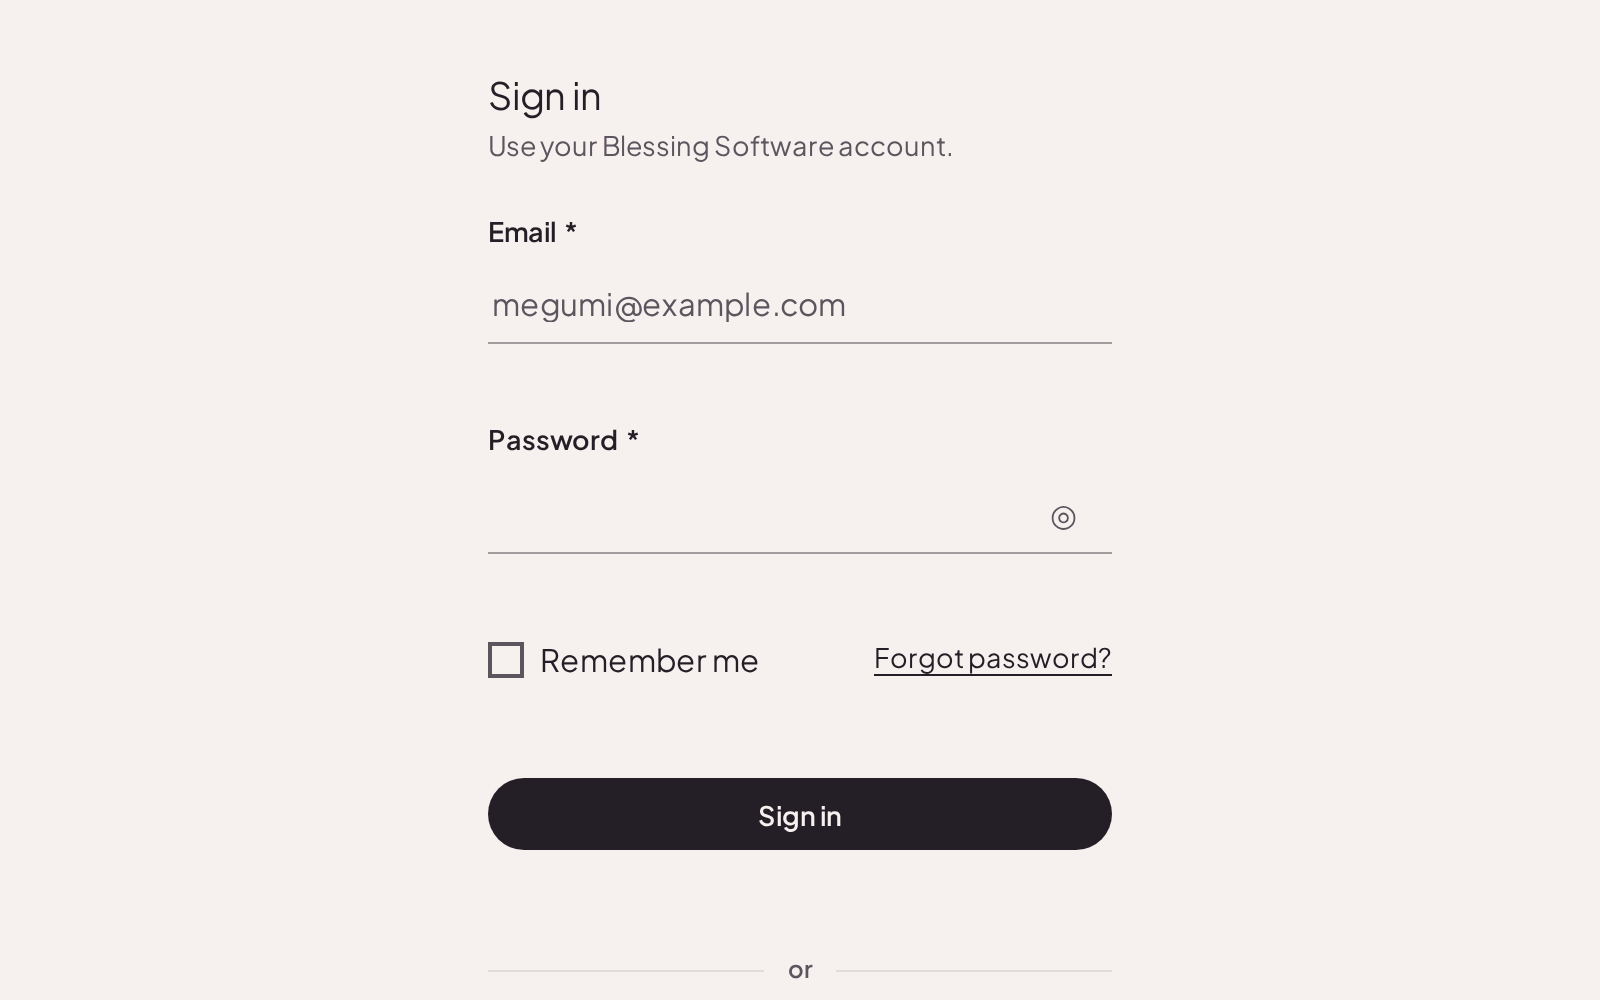 Sign in
Use your Blessing Software account.
Email *
megumi@example.com
Password *
Remember me
Forgot password?
Sign in
or